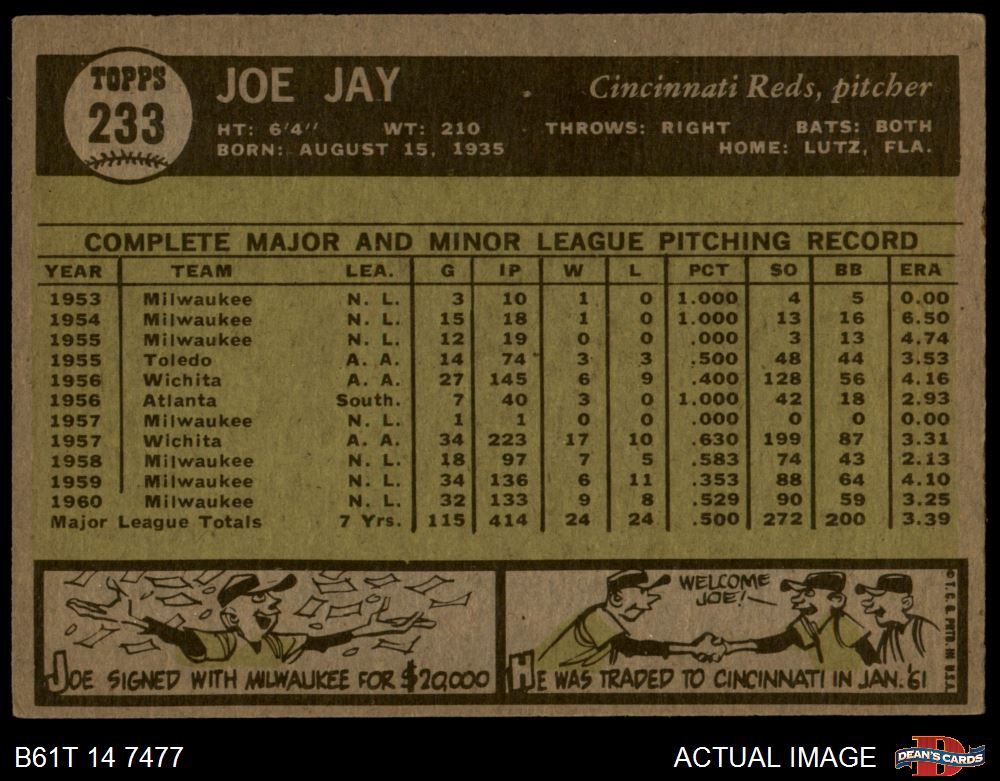 TOPPS
233
JOE JAY
Cincinnati Reds, pitcher
HT: 6'4" WT: 210 THROWS: RIGHT BATS: BOTH
BORN: AUGUST 15, 1935 HOME: LUTZ, FLA.
COMPLETE MAJOR AND MINOR LEAGUE PITCHING RECORD
YEAR TEAM LEA. G IP W L PCT SO BB ERA
1953 Milwaukee N. L. 3 10 1 0 1.000 4 5 0.00
1954 Milwaukee N. L. 15 18 1 0 1.000 13 16 6.50
1955 Milwaukee N. L. 12 19 0 0 .000 3 13 4.74
1955 Toledo A. A. 14 74 3 3 .500 48 44 3.53
1956 Wichita A. A. 27 145 6 9 .400 128 56 4.16
1956 Atlanta South. 7 40 3 0 1.000 42 18 2.93
1957 Milwaukee N. L. 1 1 0 0 .000 0 0 0.00
1957 Wichita A. A. 34 223 17 10 .630 199 87 3.31
1958 Milwaukee N. L. 18 97 7 5 .583 74 43 2.13
1959 Milwaukee N. L. 34 136 6 11 .353 88 64 4.10
1960 Milwaukee N. L. 32 133 9 8 .529 90 59 3.25
Major League Totals 7 Yrs. 115 414 24 24 .500 272 200 3.39
JOE SIGNED WITH MILWAUKEE FOR $20,000
WELCOME
JOE!
HE WAS TRADED TO CINCINNATI IN JAN. '61
© T. C. G. PRTD. IN U.S.A.
B61T 14 7477
ACTUAL IMAGE
DEAN'S CARDS